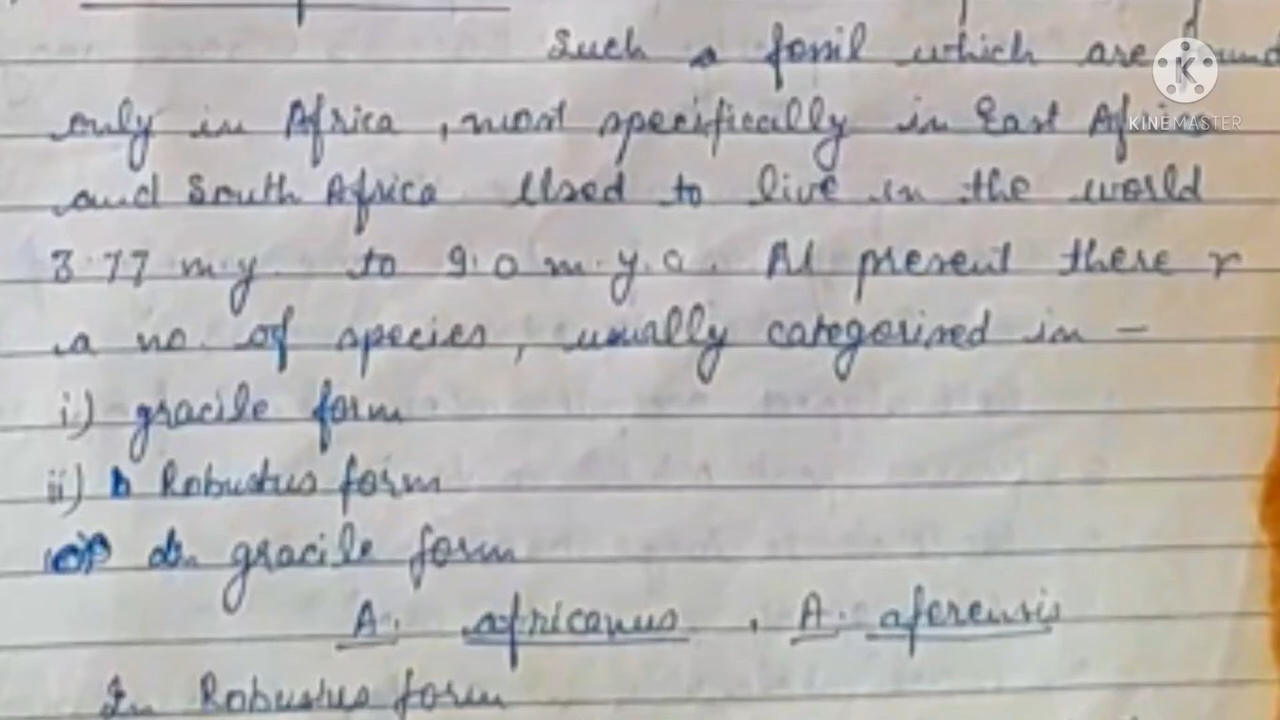 Such a fossil which are found
only in Africa, most specifically in East Africa
and South Africa Used to live in the world
3.77 m.y. to 9.0 m.y.a. At present there r
a no. of species, usually categorised in –
i) gracile form
ii) Robustus form
In gracile form
A. africanus , A. aferensis
In Robustus form
KINEMASTER